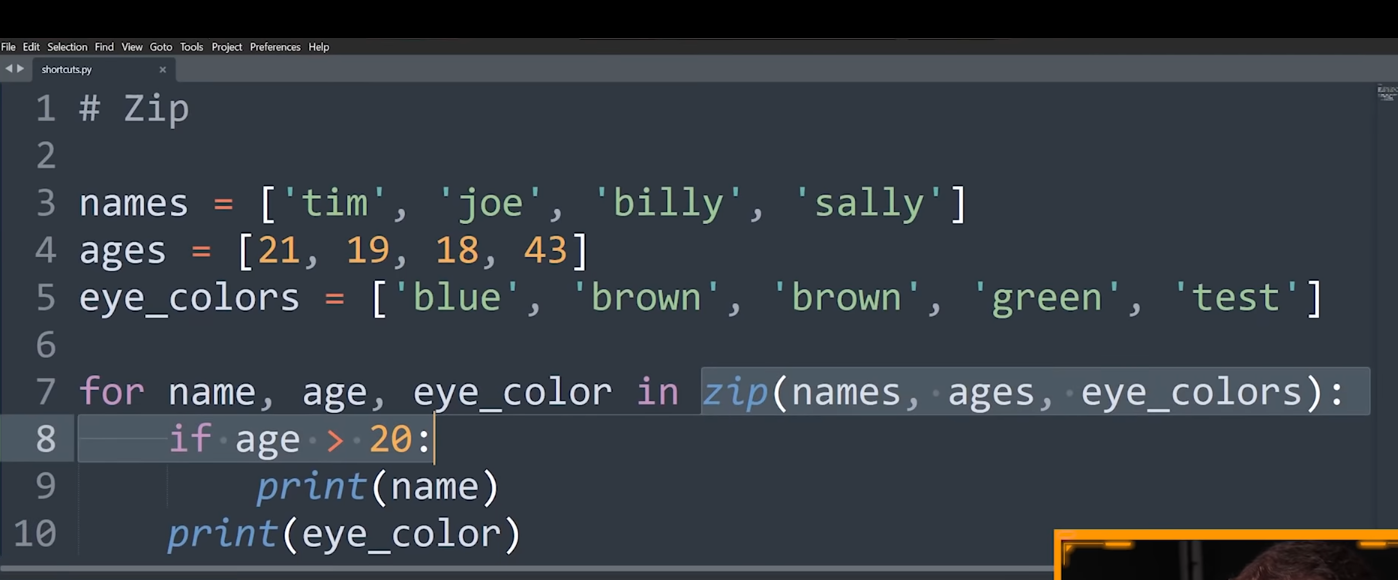 File Edit Selection Find View Goto Tools Project Preferences Help
shortcuts.py ×
1 # Zip
2
3 names = ['tim', 'joe', 'billy', 'sally']
4 ages = [21, 19, 18, 43]
5 eye_colors = ['blue', 'brown', 'brown', 'green', 'test']
6
7 for name, age, eye_color in zip(names, ages, eye_colors):
8     if age > 20:
9         print(name)
10     print(eye_color)